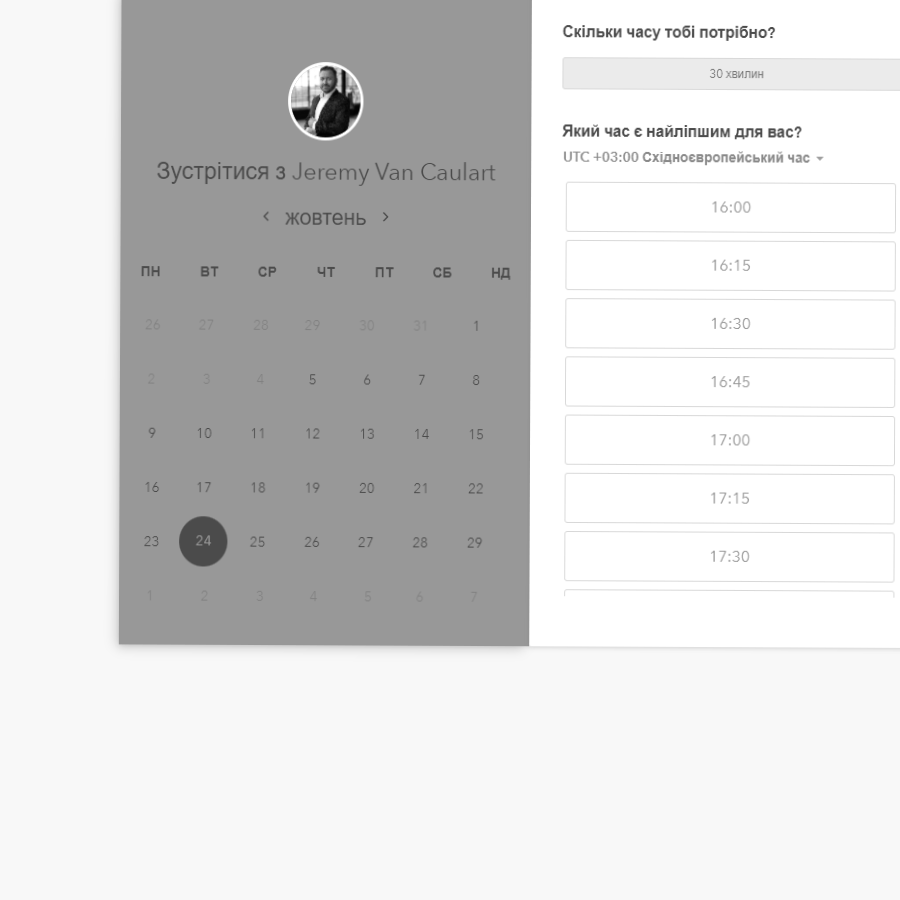 Зустрітися з Jeremy Van Caulart
жовтень
ПН ВТ СР ЧТ ПТ СБ НД
26 27 28 29 30 31 1
2 3 4 5 6 7 8
9 10 11 12 13 14 15
16 17 18 19 20 21 22
23 24 25 26 27 28 29
1 2 3 4 5 6 7
Скільки часу тобі потрібно?
30 хвилин
Який час є найліпшим для вас?
UTC +03:00 Східноєвропейський час
16:00
16:15
16:30
16:45
17:00
17:15
17:30